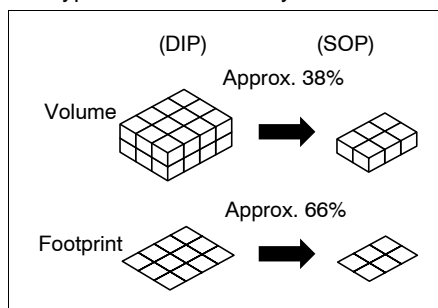 (DIP) (SOP)
Approx. 38%
Volume
Approx. 66%
Footprint